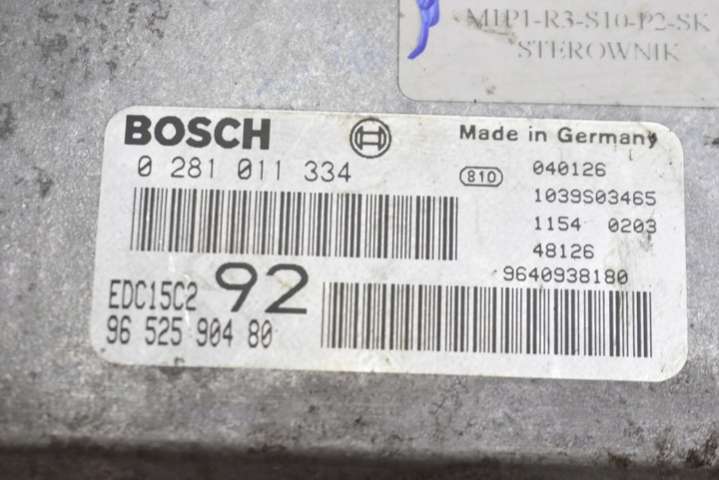 M1P1-R3-S10-P2-SK
STEROWNIK
BOSCH
Made in Germany
0 281 011 334
810
040126
1039S03465
1154 0203
48126
9640938180
EDC15C2
92
96 525 904 80